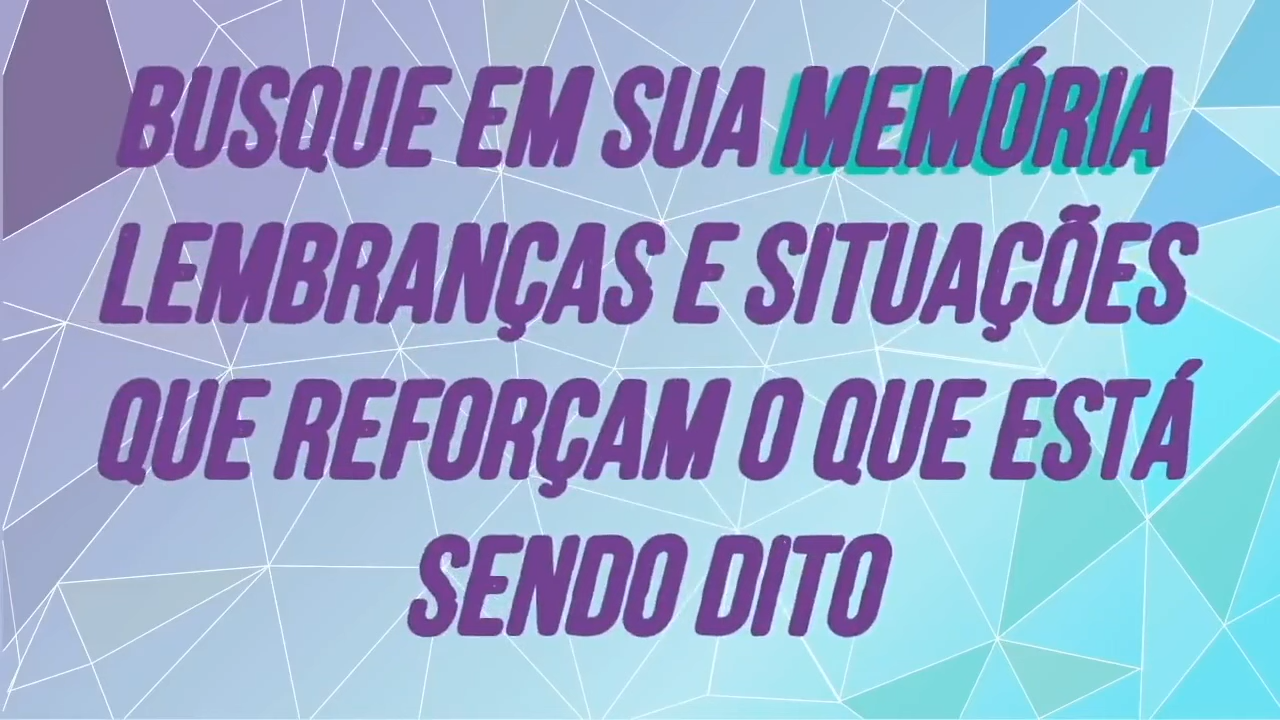 BUSQUE EM SUA MEMÓRIA
LEMBRANÇAS E SITUAÇÕES
QUE REFORÇAM O QUE ESTÁ
SENDO DITO